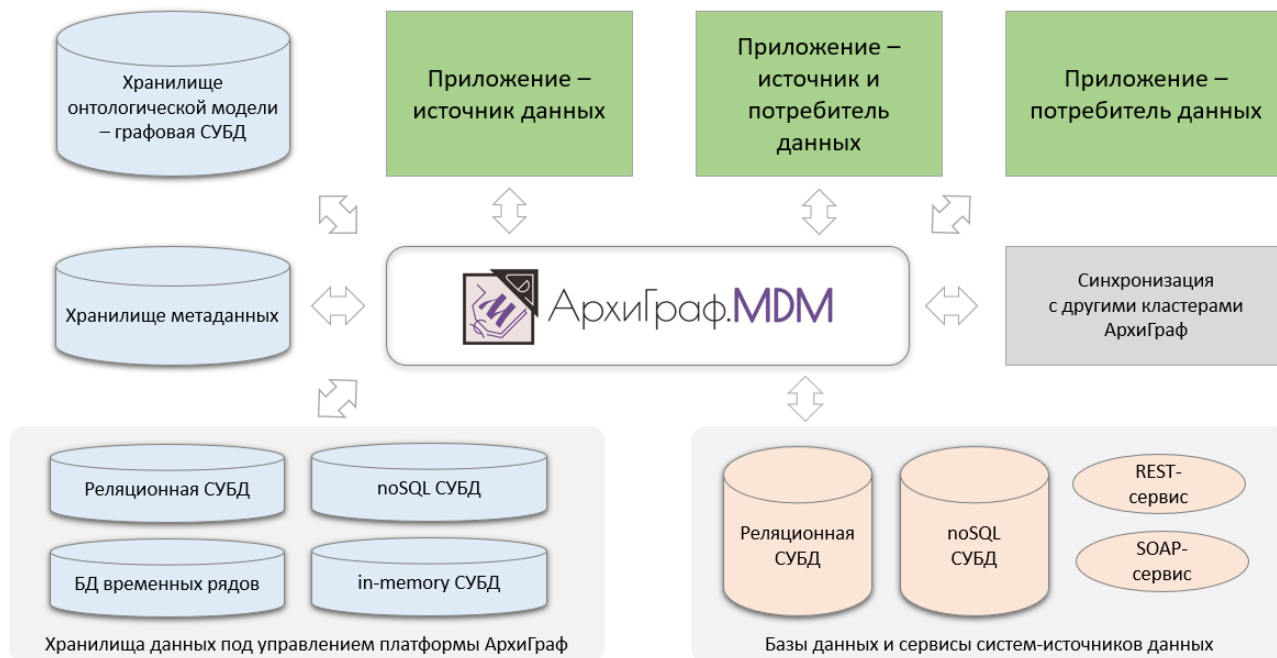 Хранилище
онтологической модели
– графовая СУБД
Приложение –
источник данных
Приложение –
источник и
потребитель
данных
Приложение –
потребитель данных
Хранилище метаданных
АрхиГраф.MDM
Синхронизация
с другими кластерами
АрхиГраф
Реляционная СУБД
noSQL СУБД
БД временных рядов
in-memory СУБД
Хранилища данных под управлением платформы АрхиГраф
Реляционная
СУБД
noSQL
СУБД
REST-
сервис
SOAP-
сервис
Базы данных и сервисы систем-источников данных